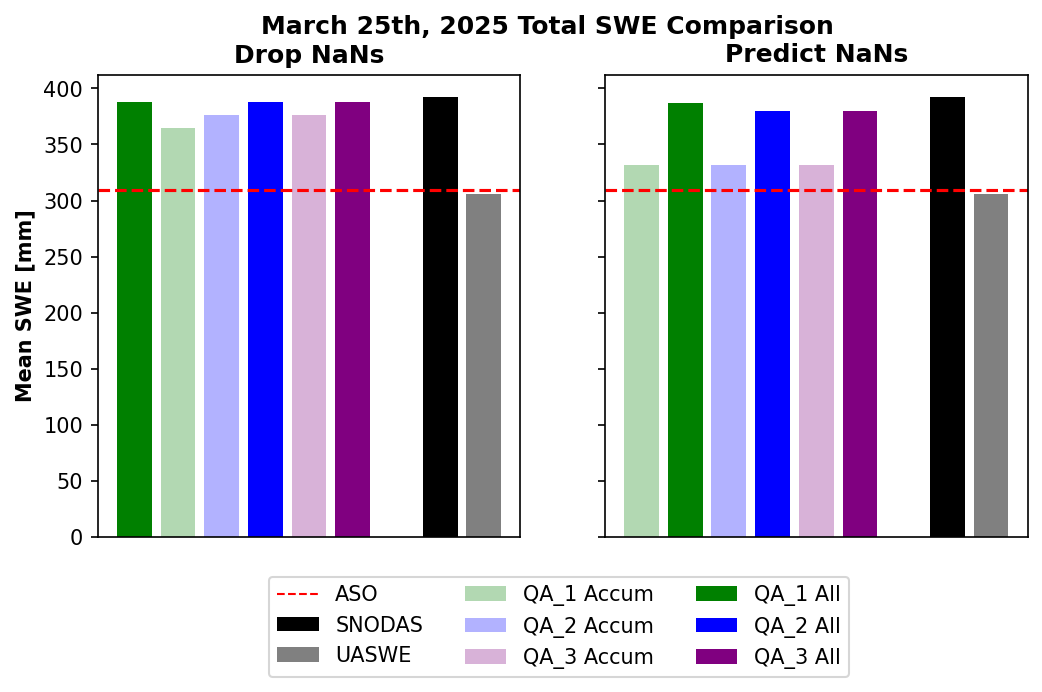 March 25th, 2025 Total SWE Comparison
Drop NaNs
Predict NaNs
Mean SWE [mm]
400
350
300
250
200
150
100
50
0
ASO
SNODAS
UASWE
QA_1 Accum
QA_2 Accum
QA_3 Accum
QA_1 All
QA_2 All
QA_3 All